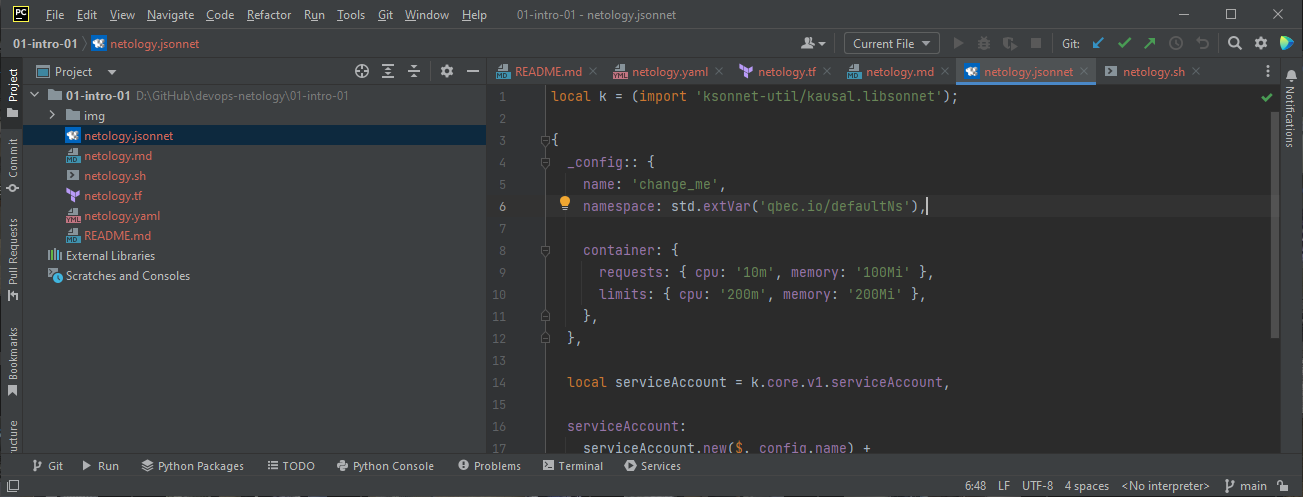 PC File Edit View Navigate Code Refactor Run Tools Git Window Help 01-intro-01 - netology.jsonnet
01-intro-01 netology.jsonnet Current File Git:
Project
README.md netology.yaml netology.tf netology.md netology.jsonnet netology.sh
01-intro-01 D:\GitHub\devops-netology\01-intro-01
img
netology.jsonnet
netology.md
netology.sh
netology.tf
netology.yaml
README.md
External Libraries
Scratches and Consoles
Project
Commit
Pull Requests
Bookmarks
1 local k = (import 'ksonnet-util/kausal.libsonnet');
2
3 {
4 _config:: {
5 name: 'change_me',
6 namespace: std.extVar('qbec.io/defaultNs'),
8 container: {
9 requests: { cpu: '10m', memory: '100Mi' },
10 limits: { cpu: '200m', memory: '200Mi' },
11 },
12 },
13
14 local serviceAccount = k.core.v1.serviceAccount,
15
16 serviceAccount:
17 serviceAccount.new($._config.name) +
Notifications
Git Run Python Packages TODO Python Console Problems Terminal Services
6:48 LF UTF-8 4 spaces <No interpreter> main